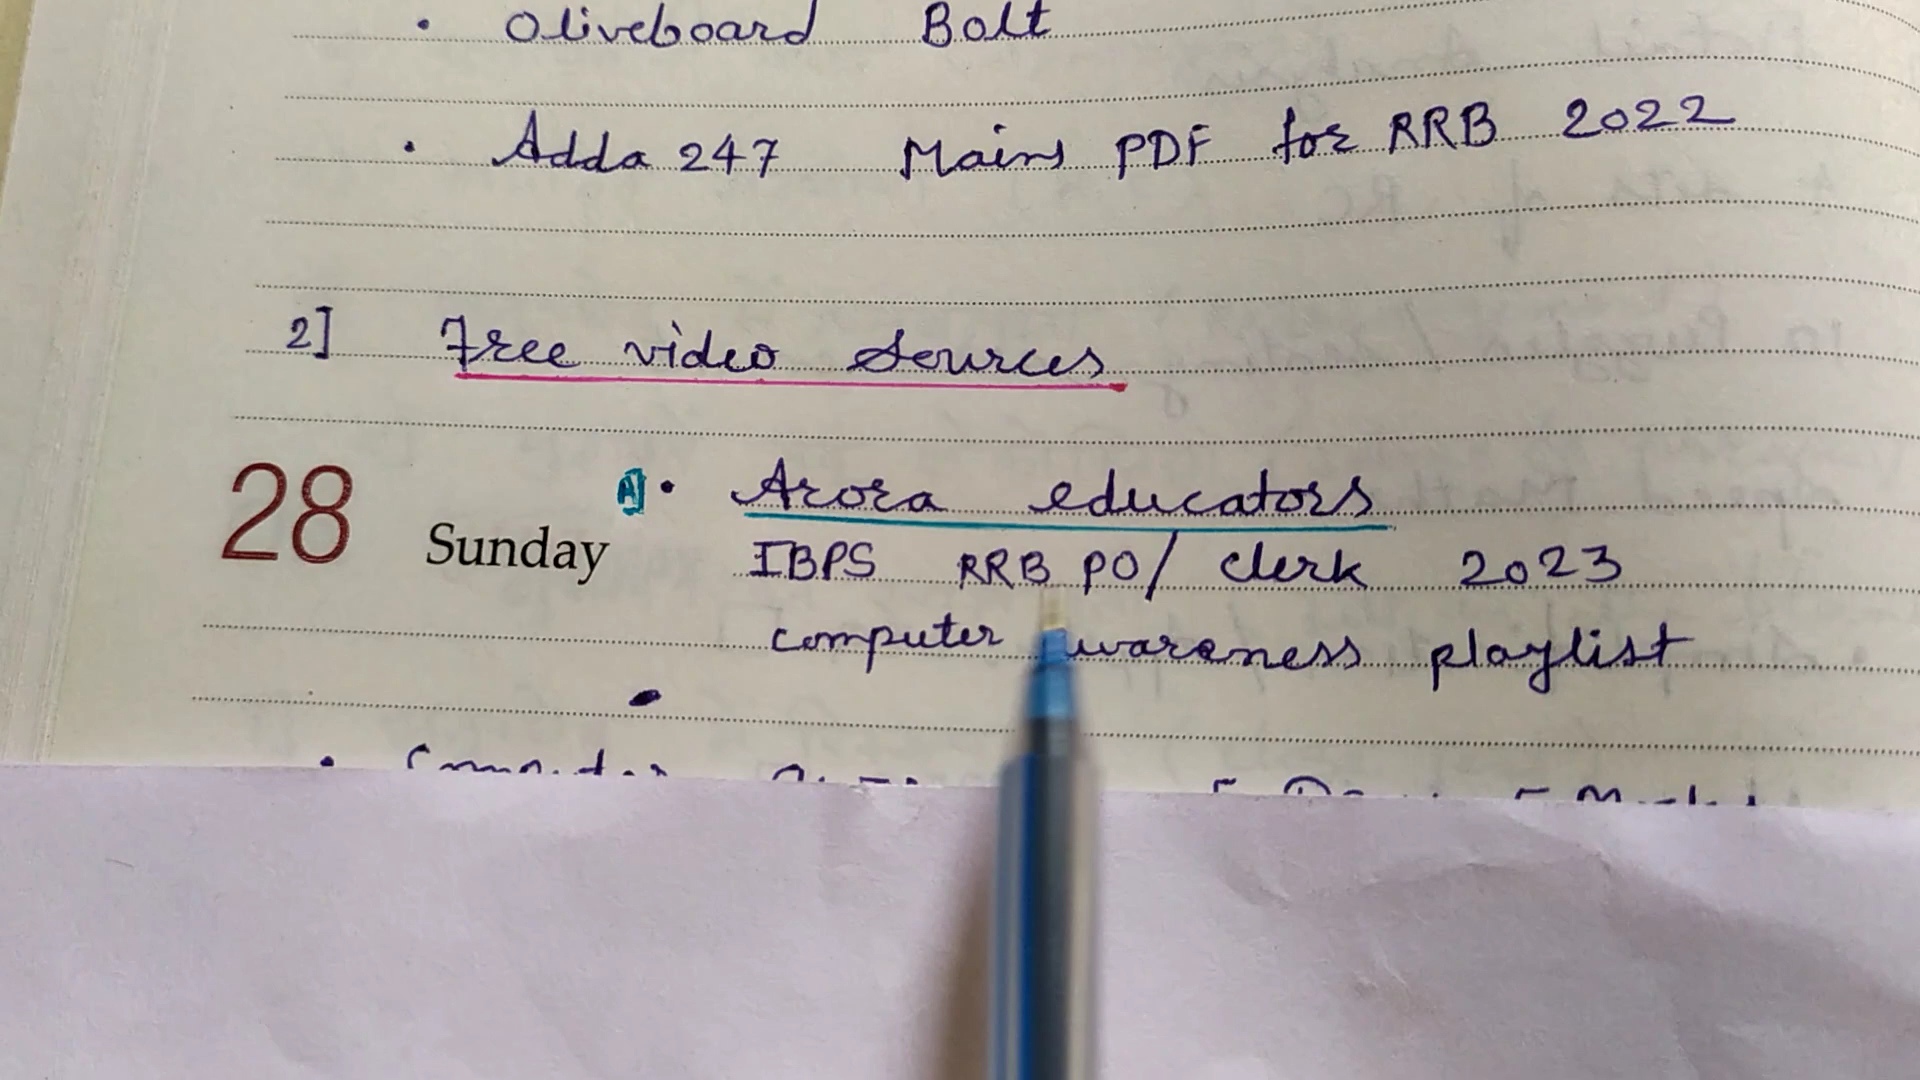 • Oliveboard Bolt
• Adda 247 Mains PDF for RRB 2022
2] Free video sources
28 Sunday A] • Arora educators
IBPS RRB PO/ clerk 2023
computer awareness playlist